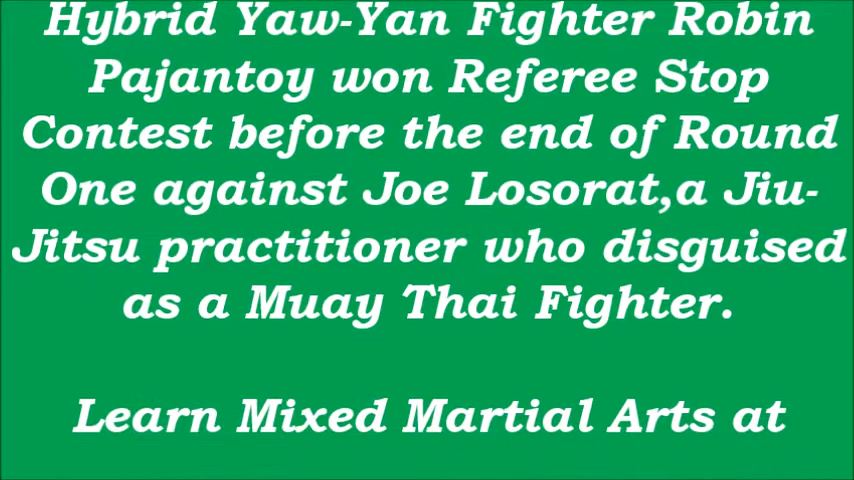 Hybrid Yaw-Yan Fighter Robin
Pajantoy won Referee Stop
Contest before the end of Round
One against Joe Losorat,a Jiu-
Jitsu practitioner who disguised
as a Muay Thai Fighter.
Learn Mixed Martial Arts at